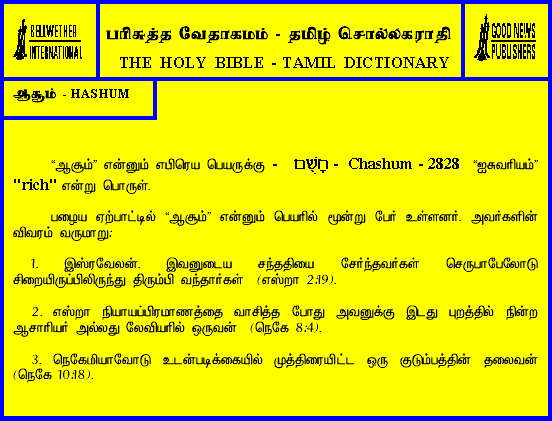 BELLWETHER
INTERNATIONAL
பரிசுத்த வேதாகமம் - தமிழ் சொல்லகராதி
THE HOLY BIBLE - TAMIL DICTIONARY
GOOD NEWS
PUBLISHERS
ஆசூம் - HASHUM
“ஆசூம்” என்னும் எபிரெய பெயருக்கு - חָשֻׁם - Chashum - 2828 “ஐசுவரியம்”
"rich" என்று பொருள்.
பழைய ஏற்பாட்டில் “ஆசூம்” என்னும் பெயரில் மூன்று பேர் உள்ளனர். அவர்களின்
விவரம் வருமாறு:
1. இஸ்ரவேலன். இவனுடைய சந்ததியை சேர்ந்தவர்கள் செருபாபேலோடு
சிறையிருப்பிலிருந்து திரும்பி வந்தார்கள் (எஸ்றா 2:19).
2. எஸ்றா நியாயப்பிரமாணத்தை வாசித்த போது அவனுக்கு இடது புறத்தில் நின்ற
ஆசாரியர் அல்லது லேவியரில் ஒருவன் (நெகே 8:4).
3. நெகேமியாவோடு உடன்படிக்கையில் முத்திரையிட்ட ஒரு குடும்பத்தின் தலைவன்
(நெகே 10:18).